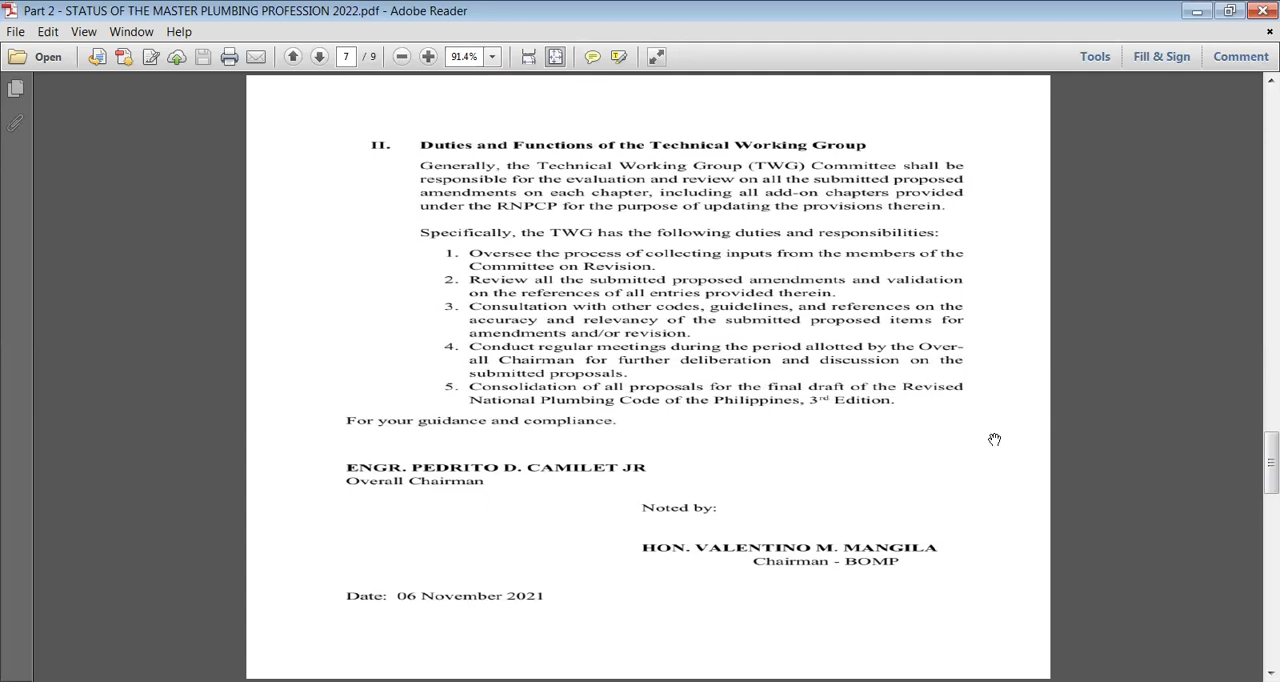 Part 2 - STATUS OF THE MASTER PLUMBING PROFESSION 2022.pdf - Adobe Reader
File Edit View Window Help
Open 7 / 9 91.4% Tools Fill & Sign Comment
II. Duties and Functions of the Technical Working Group
Generally, the Technical Working Group (TWG) Committee shall be
responsible for the evaluation and review on all the submitted proposed
amendments on each chapter, including all add-on chapters provided
under the RNPCP for the purpose of updating the provisions therein.
Specifically, the TWG has the following duties and responsibilities:
1. Oversee the process of collecting inputs from the members of the
Committee on Revision.
2. Review all the submitted proposed amendments and validation
on the references of all entries provided therein.
3. Consultation with other codes, guidelines, and references on the
accuracy and relevancy of the submitted proposed items for
amendments and/or revision.
4. Conduct regular meetings during the period allotted by the Over-
all Chairman for further deliberation and discussion on the
submitted proposals.
5. Consolidation of all proposals for the final draft of the Revised
National Plumbing Code of the Philippines, 3rd Edition.
For your guidance and compliance.
ENGR. PEDRITO D. CAMILET JR
Overall Chairman
Noted by:
HON. VALENTINO M. MANGILA
Chairman - BOMP
Date: 06 November 2021